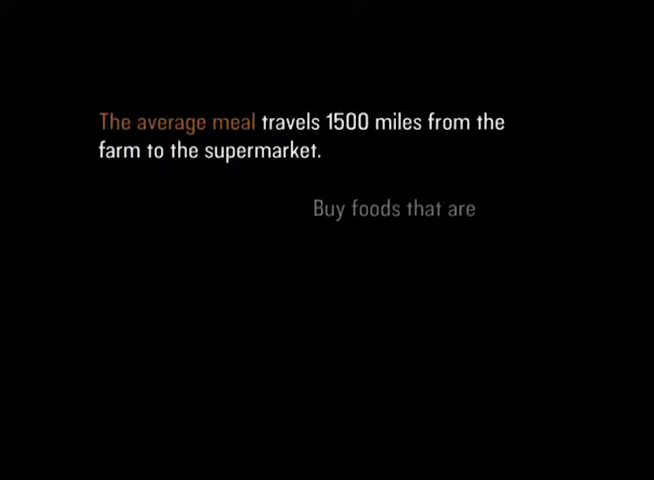 The average meal travels 1500 miles from the
farm to the supermarket.
Buy foods that are